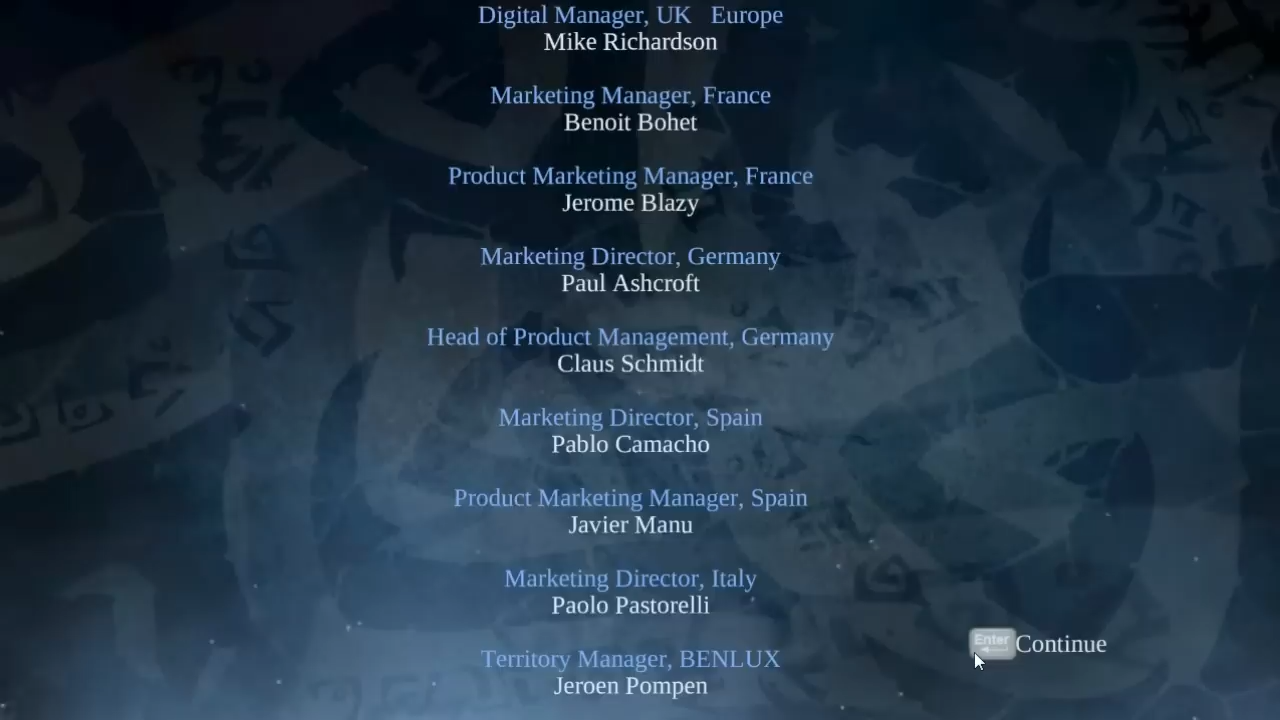 Digital Manager, UK Europe
Mike Richardson
Marketing Manager, France
Benoit Bohet
Product Marketing Manager, France
Jerome Blazy
Marketing Director, Germany
Paul Ashcroft
Head of Product Management, Germany
Claus Schmidt
Marketing Director, Spain
Pablo Camacho
Product Marketing Manager, Spain
Javier Manu
Marketing Director, Italy
Paolo Pastorelli
Enter Continue
Territory Manager, BENLUX
Jeroen Pompen